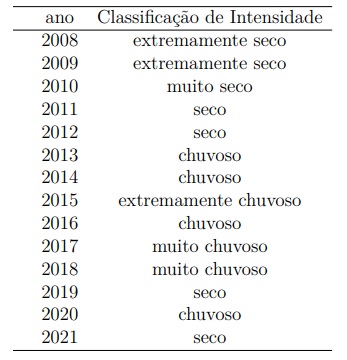 ano Classificação de Intensidade
2008 extremamente seco
2009 extremamente seco
2010 muito seco
2011 seco
2012 seco
2013 chuvoso
2014 chuvoso
2015 extremamente chuvoso
2016 chuvoso
2017 muito chuvoso
2018 muito chuvoso
2019 seco
2020 chuvoso
2021 seco